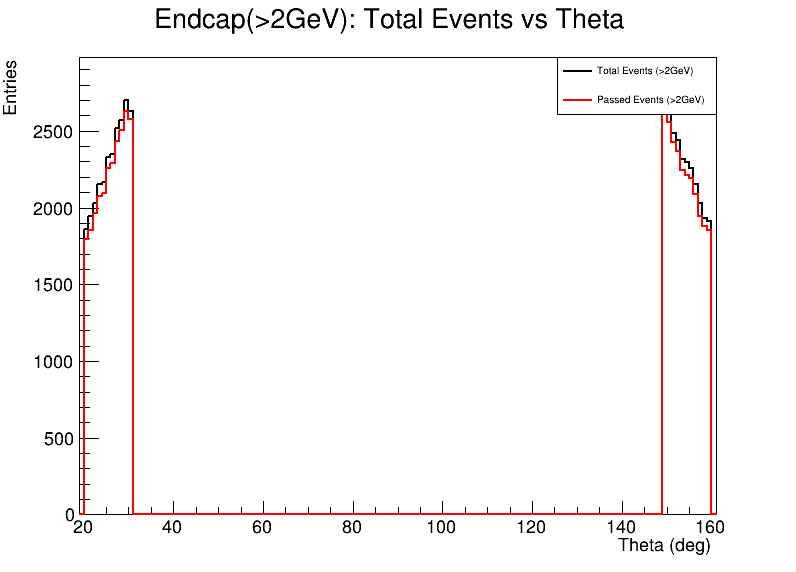 Endcap(>2GeV): Total Events vs Theta
Entries
Total Events (>2GeV)
Passed Events (>2GeV)
2500
2000
1500
1000
500
0
20 40 60 80 100 120 140 160
Theta (deg)